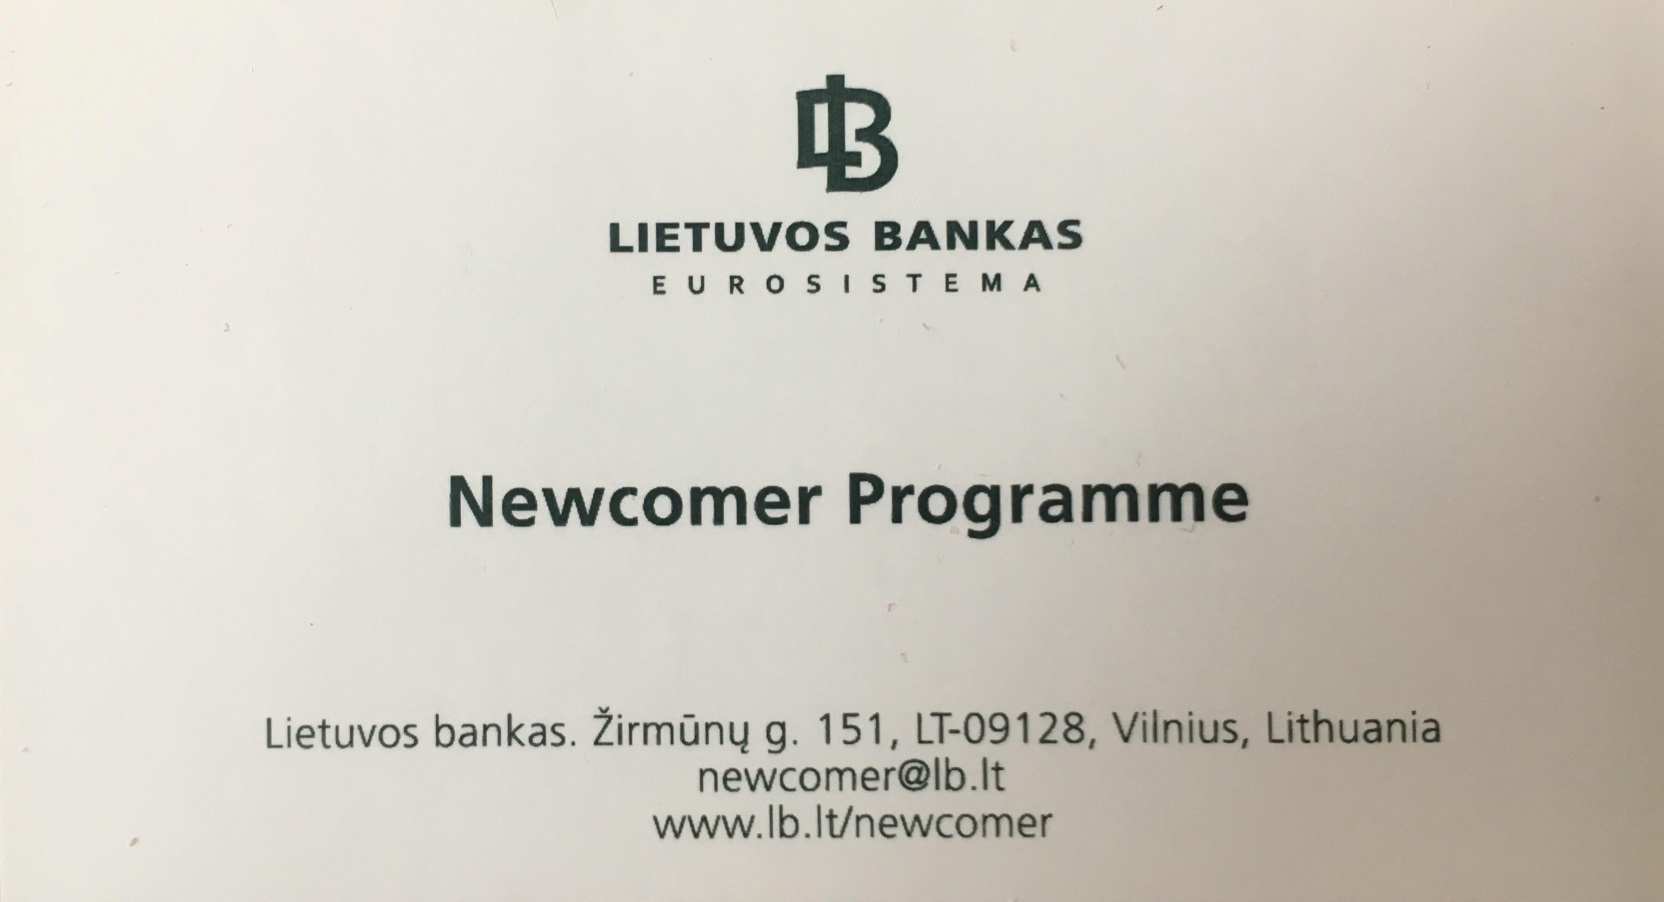 LB
LIETUVOS BANKAS
EUROSISTEMA
Newcomer Programme
Lietuvos bankas. Žirmūnų g. 151, LT-09128, Vilnius, Lithuania
newcomer@lb.lt
www.lb.lt/newcomer